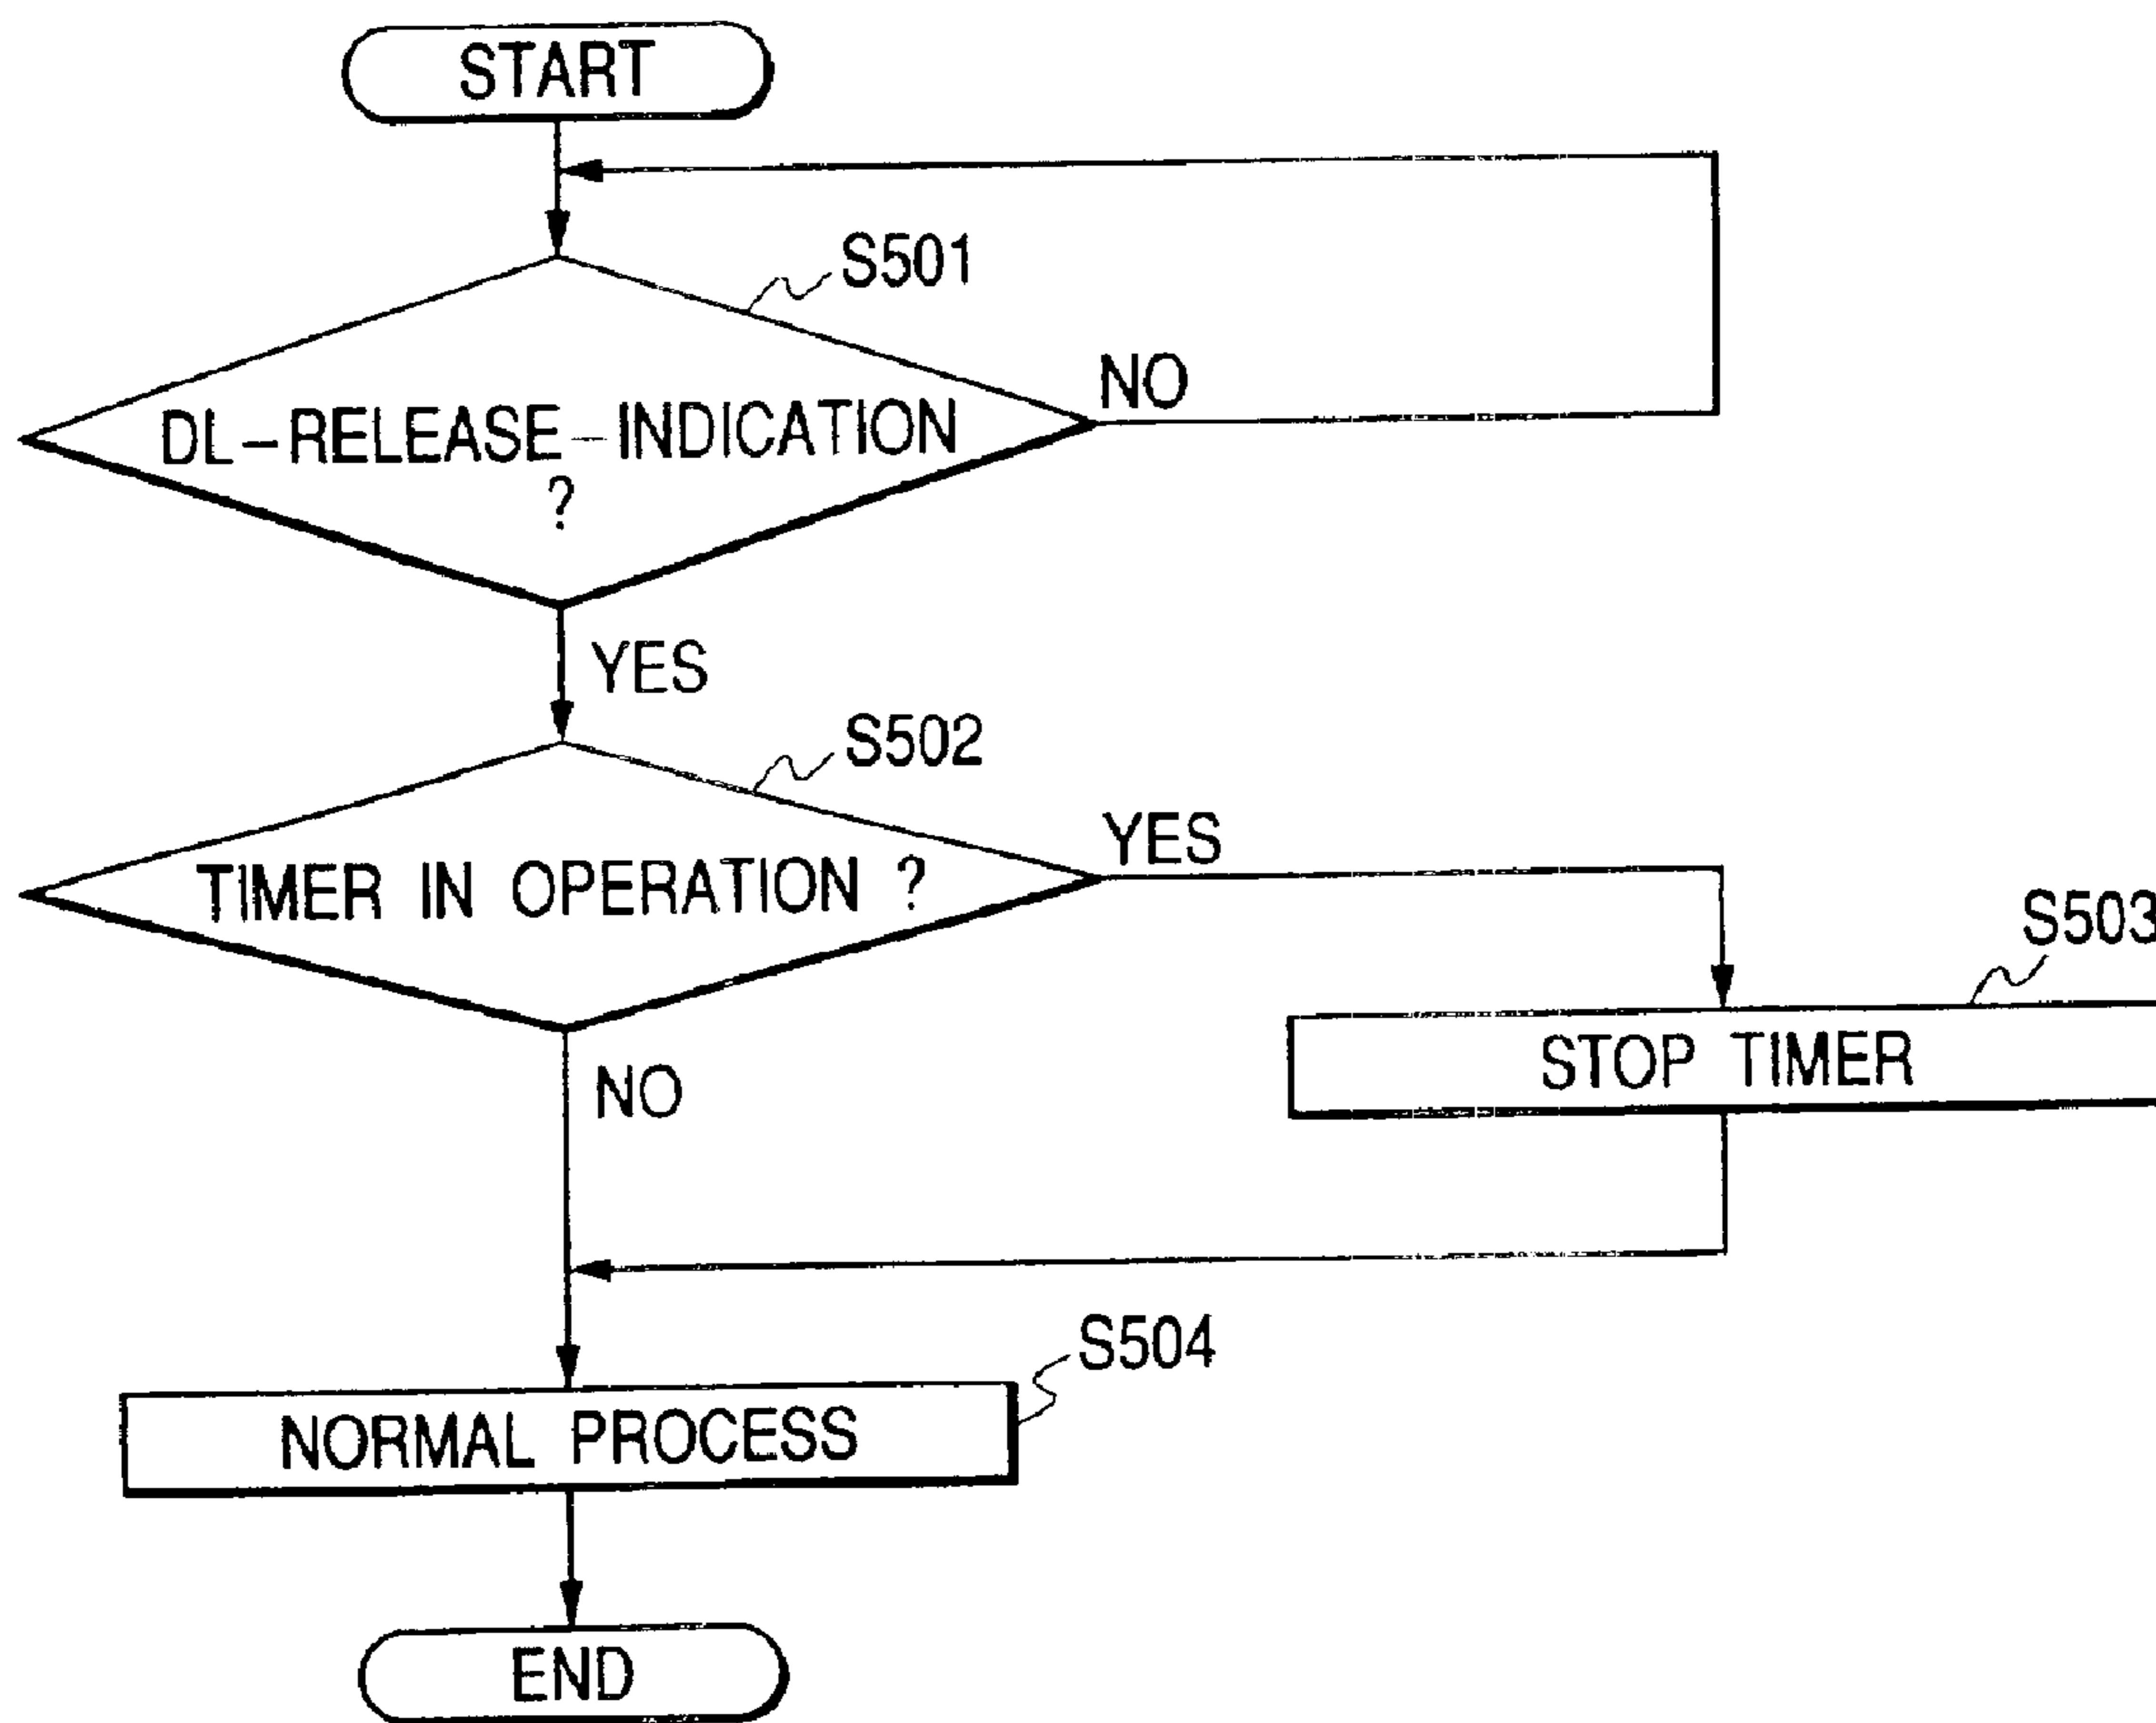 START
S501
NO
DL-RELEASE-INDICATION
?
YES
S502
YES
TIMER IN OPERATION ?
S503
STOP TIMER
NO
S504
NORMAL PROCESS
END